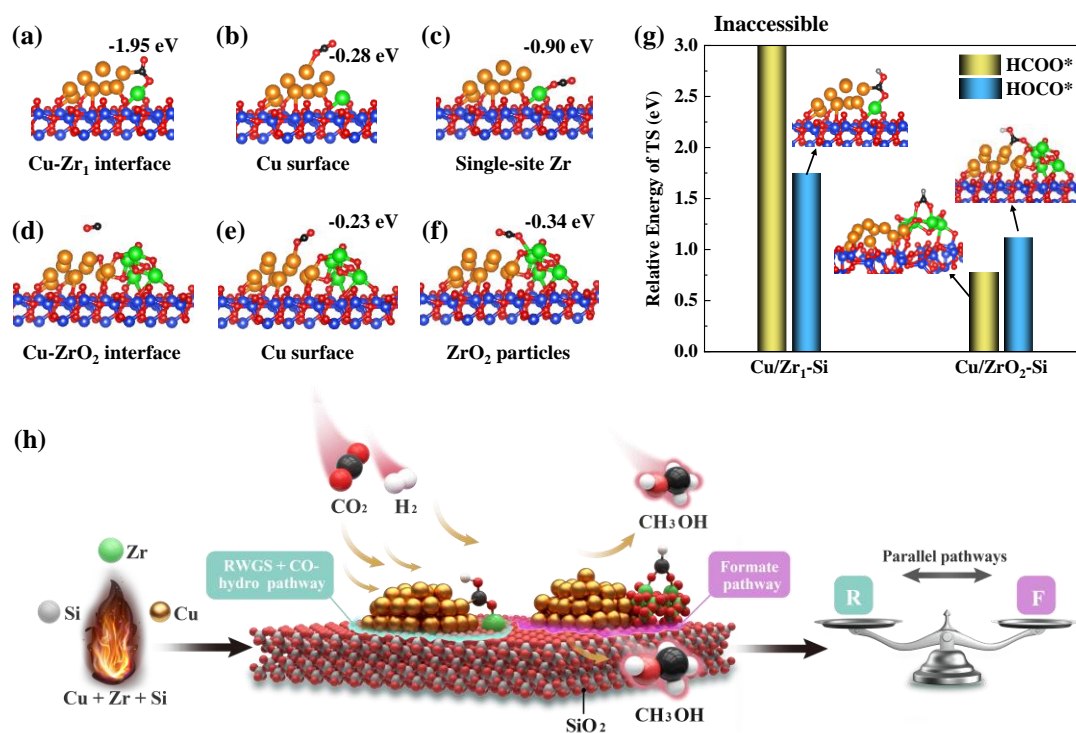 (a)
-1.95 eV
Cu-Zr₁ interface
(b)
-0.28 eV
Cu surface
(c)
-0.90 eV
Single-site Zr
(d)
Cu-ZrO₂ interface
(e)
-0.23 eV
Cu surface
(f)
-0.34 eV
ZrO₂ particles
(g)
Inaccessible
Relative Energy of TS (eV)
3.0
2.5
2.0
1.5
1.0
0.5
0.0
HCOO*
HOCO*
Cu/Zr₁-Si
Cu/ZrO₂-Si
(h)
Zr
Si
Cu
Cu + Zr + Si
CO₂
H₂
RWGS + CO-
hydro pathway
CH₃OH
Formate
pathway
SiO₂
CH₃OH
Parallel pathways
R
F